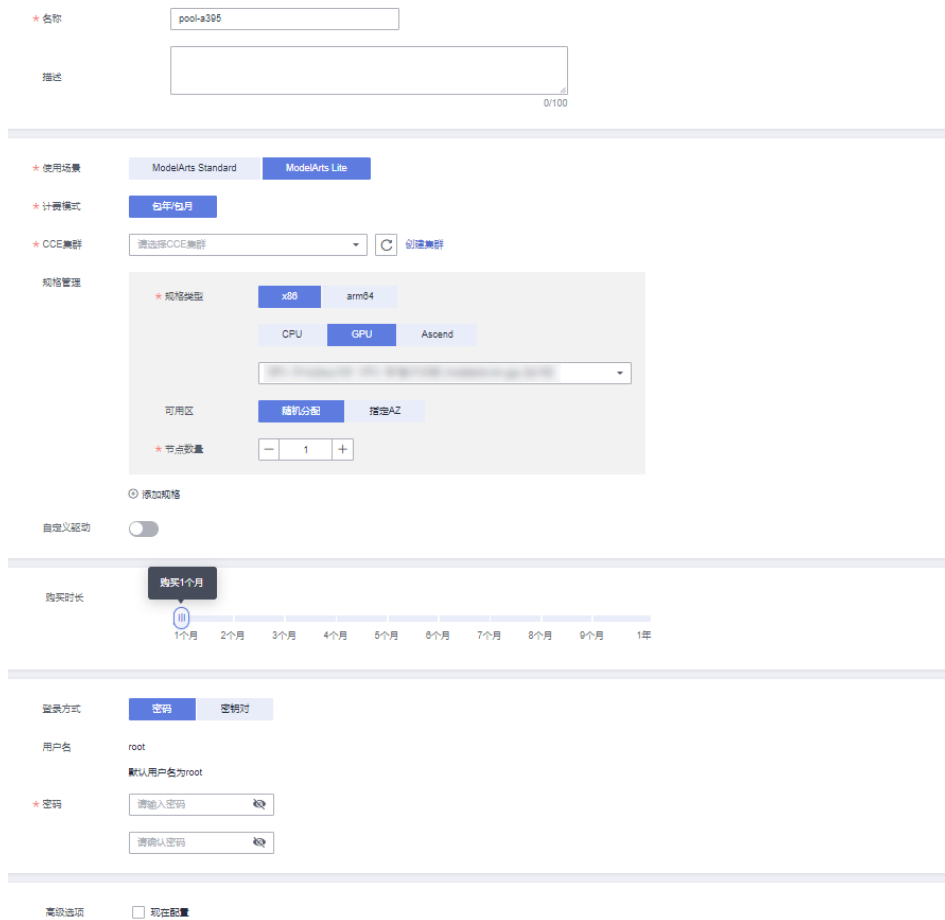 * 名称 pool-a395
描述
0/100
* 使用场景 ModelArts Standard ModelArts Lite
* 计费模式 包年/包月
* CCE集群 请选择CCE集群 创建集群
规格管理
* 规格类型 x86 arm64
CPU GPU Ascend
可用区 随机分配 指定AZ
* 节点数量 1
添加规格
自定义驱动
购买1个月
购买时长
1个月 2个月 3个月 4个月 5个月 6个月 7个月 8个月 9个月 1年
登录方式 密码 密钥对
用户名 root
默认用户名为root
* 密码 请输入密码
请确认密码
高级选项 现在配置